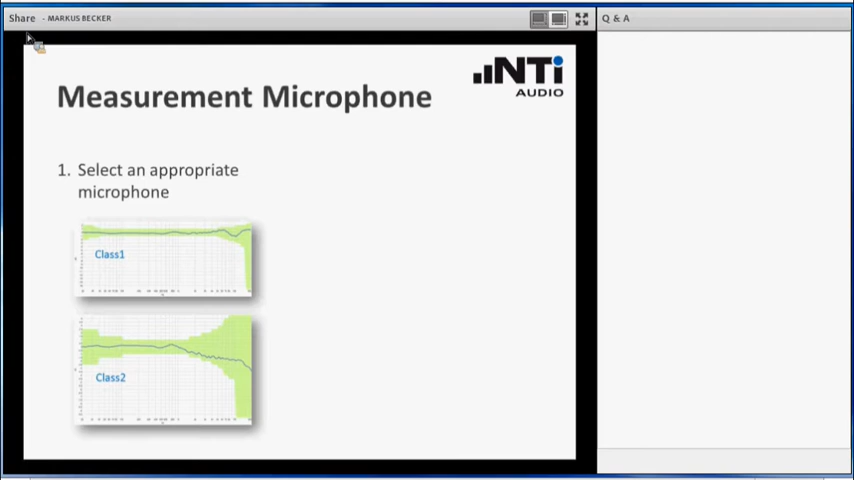 Share - MARKUS BECKER
Q & A
NTi
AUDIO
Measurement Microphone
1. Select an appropriate
microphone
Class1
Class2